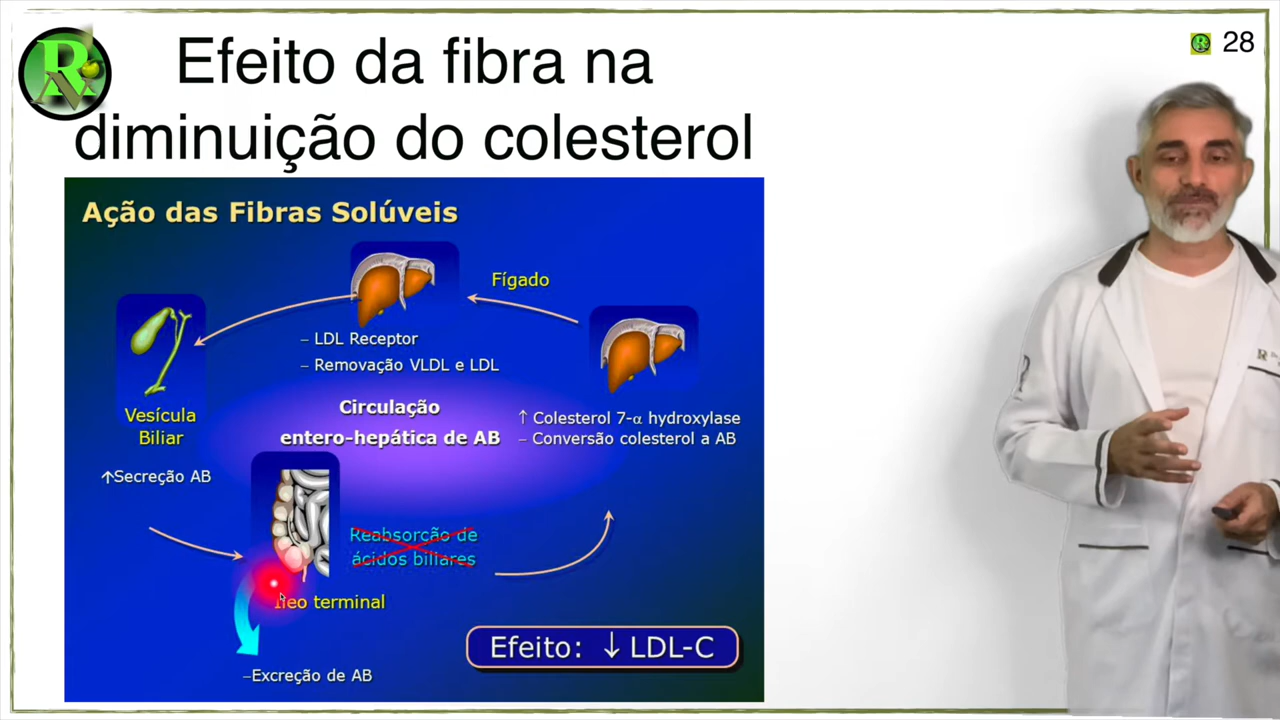 Efeito da fibra na
diminuição do colesterol
28
Ação das Fibras Solúveis
Fígado
– LDL Receptor
– Removação VLDL e LDL
Vesícula
Biliar
Circulação
entero-hepática de AB
↑ Colesterol 7-α hydroxylase
– Conversão colesterol a AB
↑Secreção AB
Reabsorção de
ácidos biliares
Íleo terminal
Efeito: ↓ LDL-C
–Excreção de AB